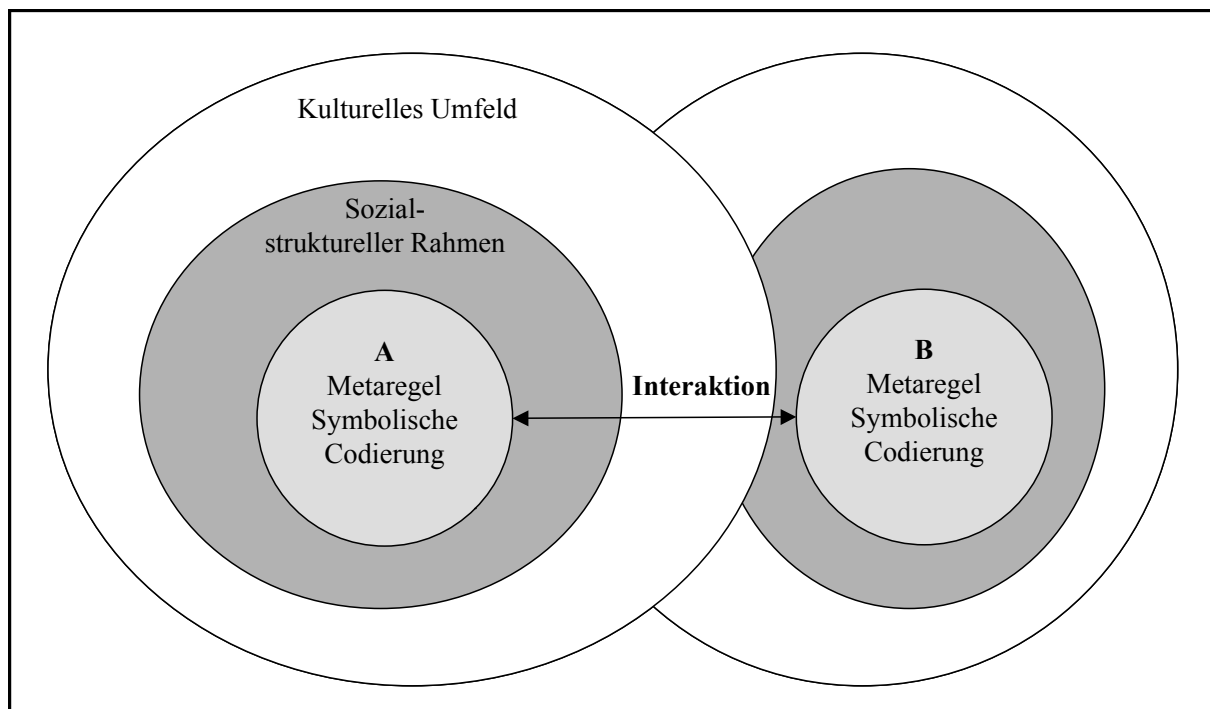 Kulturelles Umfeld
Sozial-
struktureller Rahmen
A
Metaregel
Symbolische
Codierung
Interaktion
B
Metaregel
Symbolische
Codierung